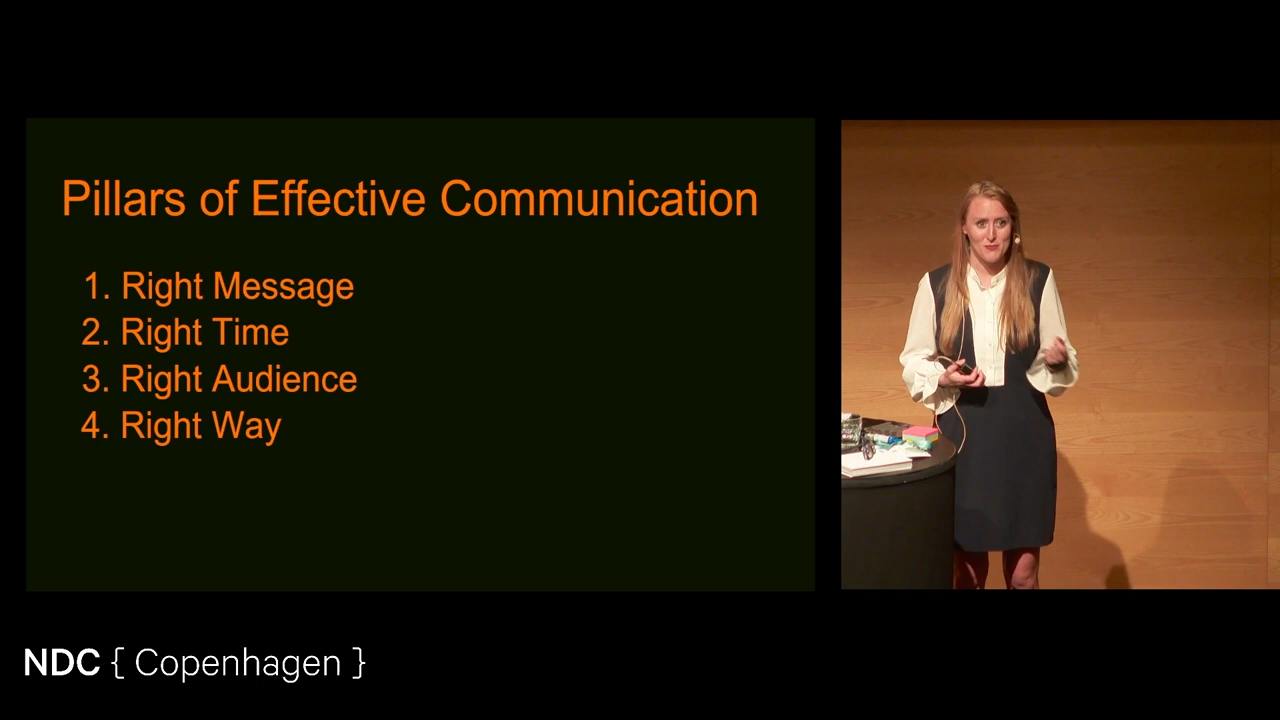 Pillars of Effective Communication
1. Right Message
2. Right Time
3. Right Audience
4. Right Way
NDC { Copenhagen }